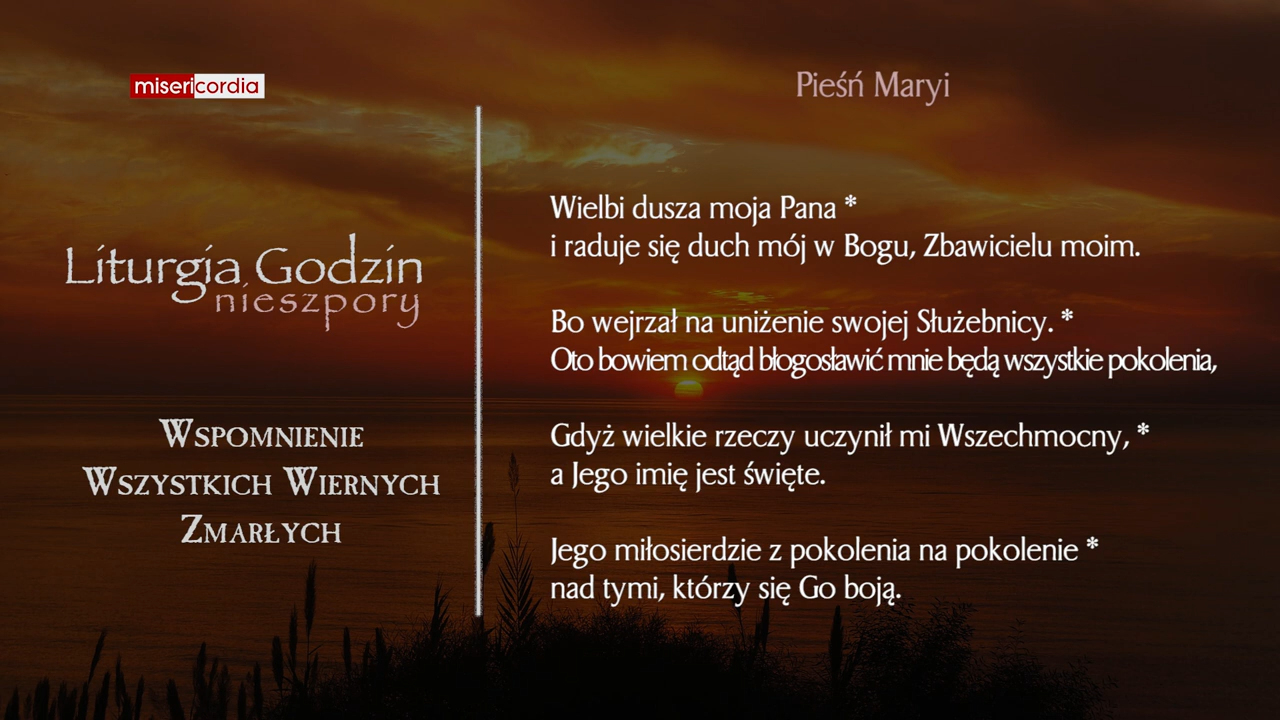 misericordia
Liturgia Godzin
nieszpory
Wspomnienie
Wszystkich Wiernych
Zmarłych
Pieśń Maryi
Wielbi dusza moja Pana *
i raduje się duch mój w Bogu, Zbawicielu moim.
Bo wejrzał na uniżenie swojej Służebnicy. *
Oto bowiem odtąd błogosławić mnie będą wszystkie pokolenia,
Gdyż wielkie rzeczy uczynił mi Wszechmocny, *
a Jego imię jest święte.
Jego miłosierdzie z pokolenia na pokolenie *
nad tymi, którzy się Go boją.